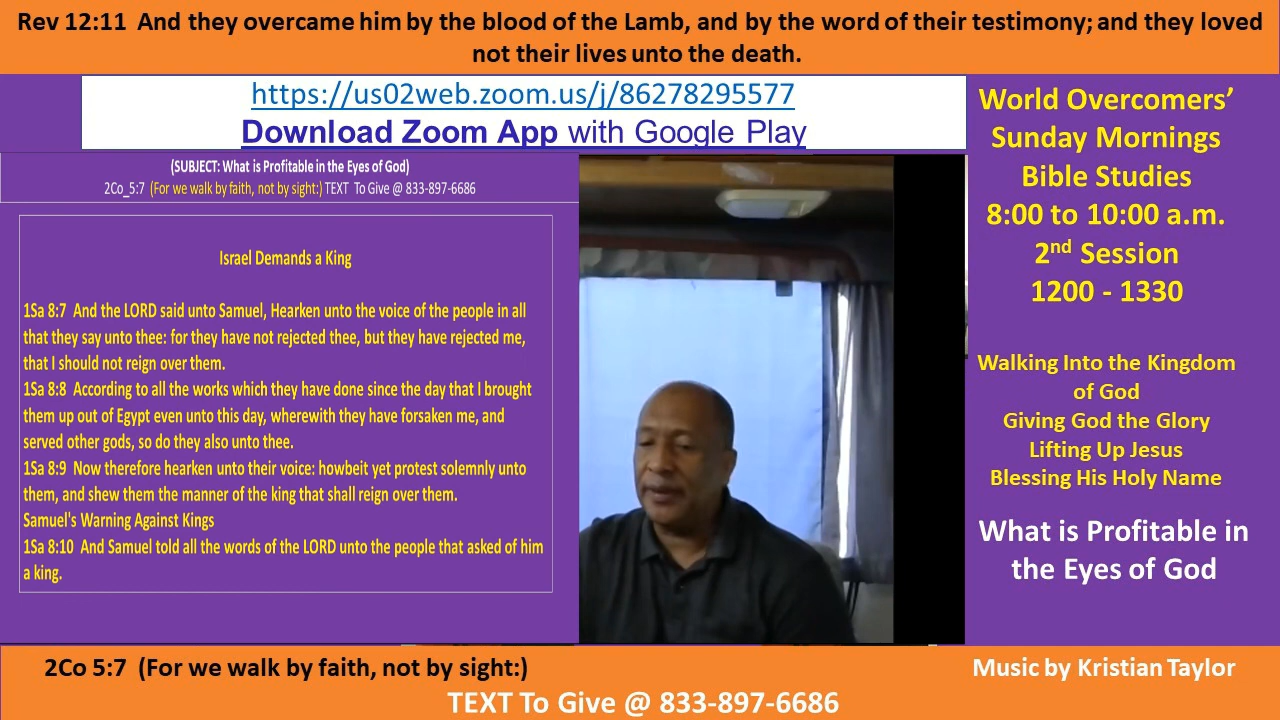 Rev 12:11  And they overcame him by the blood of the Lamb, and by the word of their testimony; and they loved
not their lives unto the death.
https://us02web.zoom.us/j/86278295577
Download Zoom App with Google Play
(SUBJECT: What is Profitable in the Eyes of God)
2Co_5:7  (For we walk by faith, not by sight:) TEXT  To Give @ 833-897-6686
Israel Demands a King
1Sa 8:7  And the LORD said unto Samuel, Hearken unto the voice of the people in all
that they say unto thee: for they have not rejected thee, but they have rejected me,
that I should not reign over them.
1Sa 8:8  According to all the works which they have done since the day that I brought
them up out of Egypt even unto this day, wherewith they have forsaken me, and
served other gods, so do they also unto thee.
1Sa 8:9  Now therefore hearken unto their voice: howbeit yet protest solemnly unto
them, and shew them the manner of the king that shall reign over them.
Samuel's Warning Against Kings
1Sa 8:10  And Samuel told all the words of the LORD unto the people that asked of him
a king.
World Overcomers’
Sunday Mornings
Bible Studies
8:00 to 10:00 a.m.
2nd Session
1200 - 1330
Walking Into the Kingdom
of God
Giving God the Glory
Lifting Up Jesus
Blessing His Holy Name
What is Profitable in
the Eyes of God
2Co 5:7  (For we walk by faith, not by sight:)
Music by Kristian Taylor
TEXT To Give @ 833-897-6686